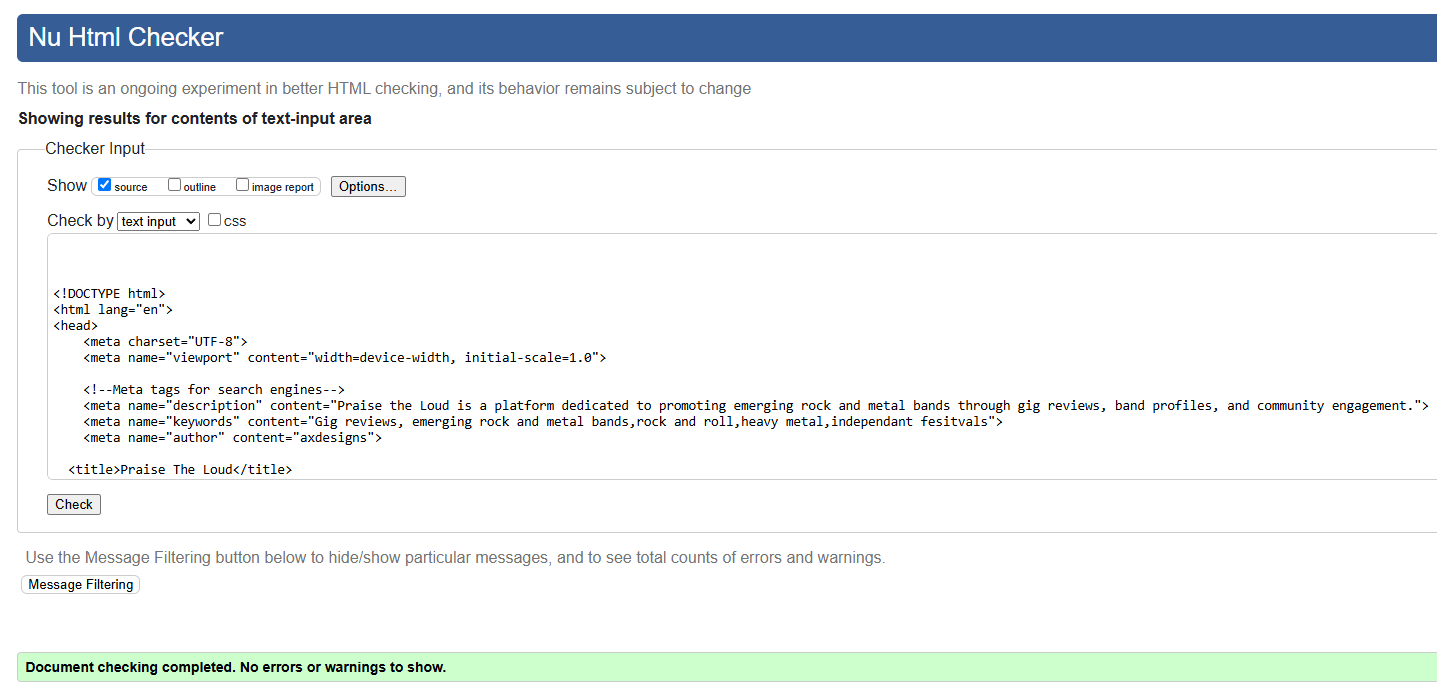 Nu Html Checker
This tool is an ongoing experiment in better HTML checking, and its behavior remains subject to change
Showing results for contents of text-input area
Checker Input
Show source outline image report Options...
Check by text input css
<!DOCTYPE html>
<html lang="en">
<head>
    <meta charset="UTF-8">
    <meta name="viewport" content="width=device-width, initial-scale=1.0">
    <!--Meta tags for search engines-->
    <meta name="description" content="Praise the Loud is a platform dedicated to promoting emerging rock and metal bands through gig reviews, band profiles, and community engagement.">
    <meta name="keywords" content="Gig reviews, emerging rock and metal bands,rock and roll,heavy metal,independant fesitvals">
    <meta name="author" content="axdesigns">
  <title>Praise The Loud</title>
Check
Use the Message Filtering button below to hide/show particular messages, and to see total counts of errors and warnings.
Message Filtering
Document checking completed. No errors or warnings to show.